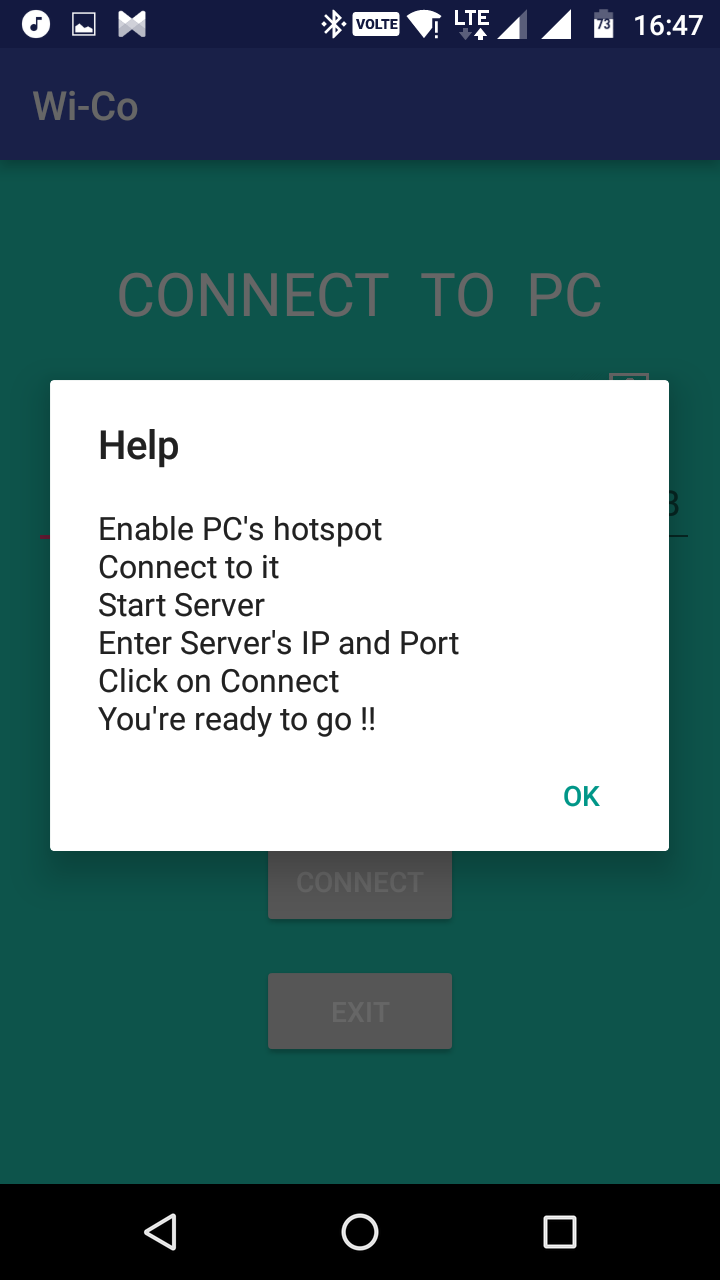 VOLTE LTE 73 16:47
Wi-Co
CONNECT TO PC
Help
Enable PC's hotspot
Connect to it
Start Server
Enter Server's IP and Port
Click on Connect
You're ready to go !!
OK
CONNECT
EXIT